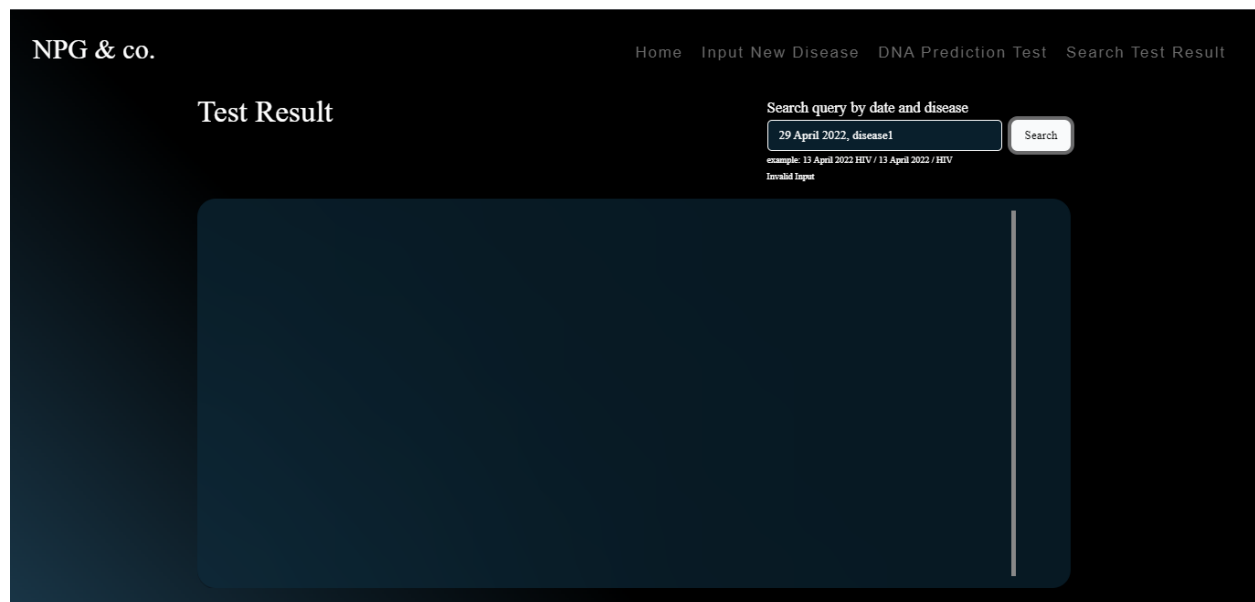 NPG & co.
Home Input New Disease DNA Prediction Test Search Test Result
Test Result
Search query by date and disease
29 April 2022, disease1
Search
example: 13 April 2022 HIV / 13 April 2022 / HIV
Invalid Input